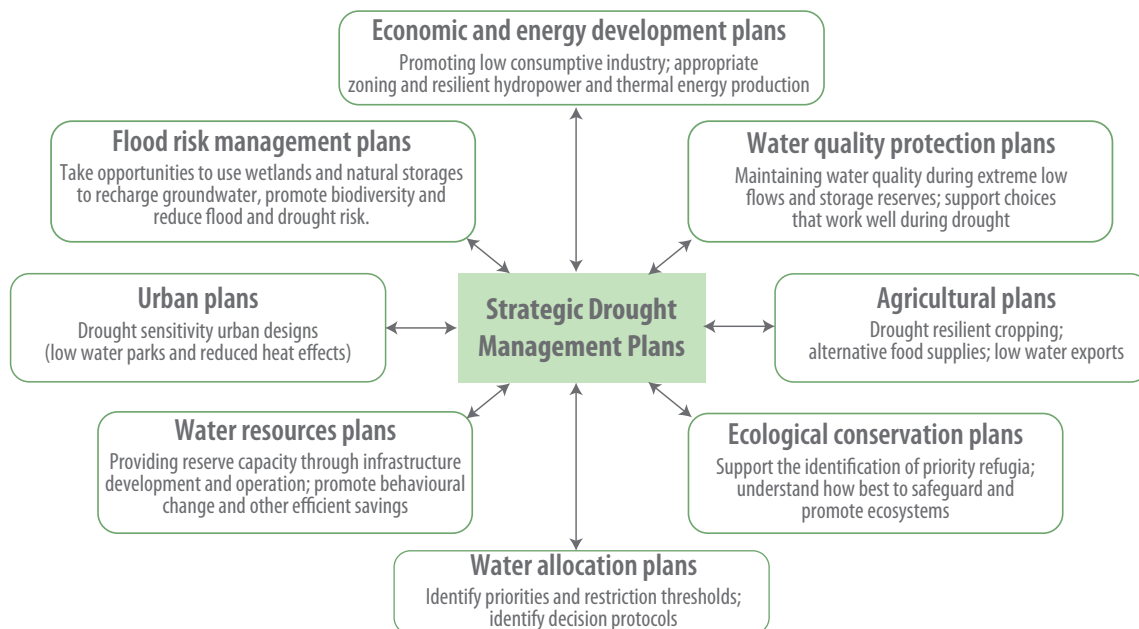 Economic and energy development plans
Promoting low consumptive industry; appropriate
zoning and resilient hydropower and thermal energy production
Flood risk management plans
Take opportunities to use wetlands and natural storages
to recharge groundwater, promote biodiversity and
reduce flood and drought risk.
Water quality protection plans
Maintaining water quality during extreme low
flows and storage reserves; support choices
that work well during drought
Urban plans
Drought sensitivity urban designs
(low water parks and reduced heat effects)
Strategic Drought
Management Plans
Agricultural plans
Drought resilient cropping;
alternative food supplies; low water exports
Water resources plans
Providing reserve capacity through infrastructure
development and operation; promote behavioural
change and other efficient savings
Ecological conservation plans
Support the identification of priority refugia;
understand how best to safeguard and
promote ecosystems
Water allocation plans
Identify priorities and restriction thresholds;
identify decision protocols